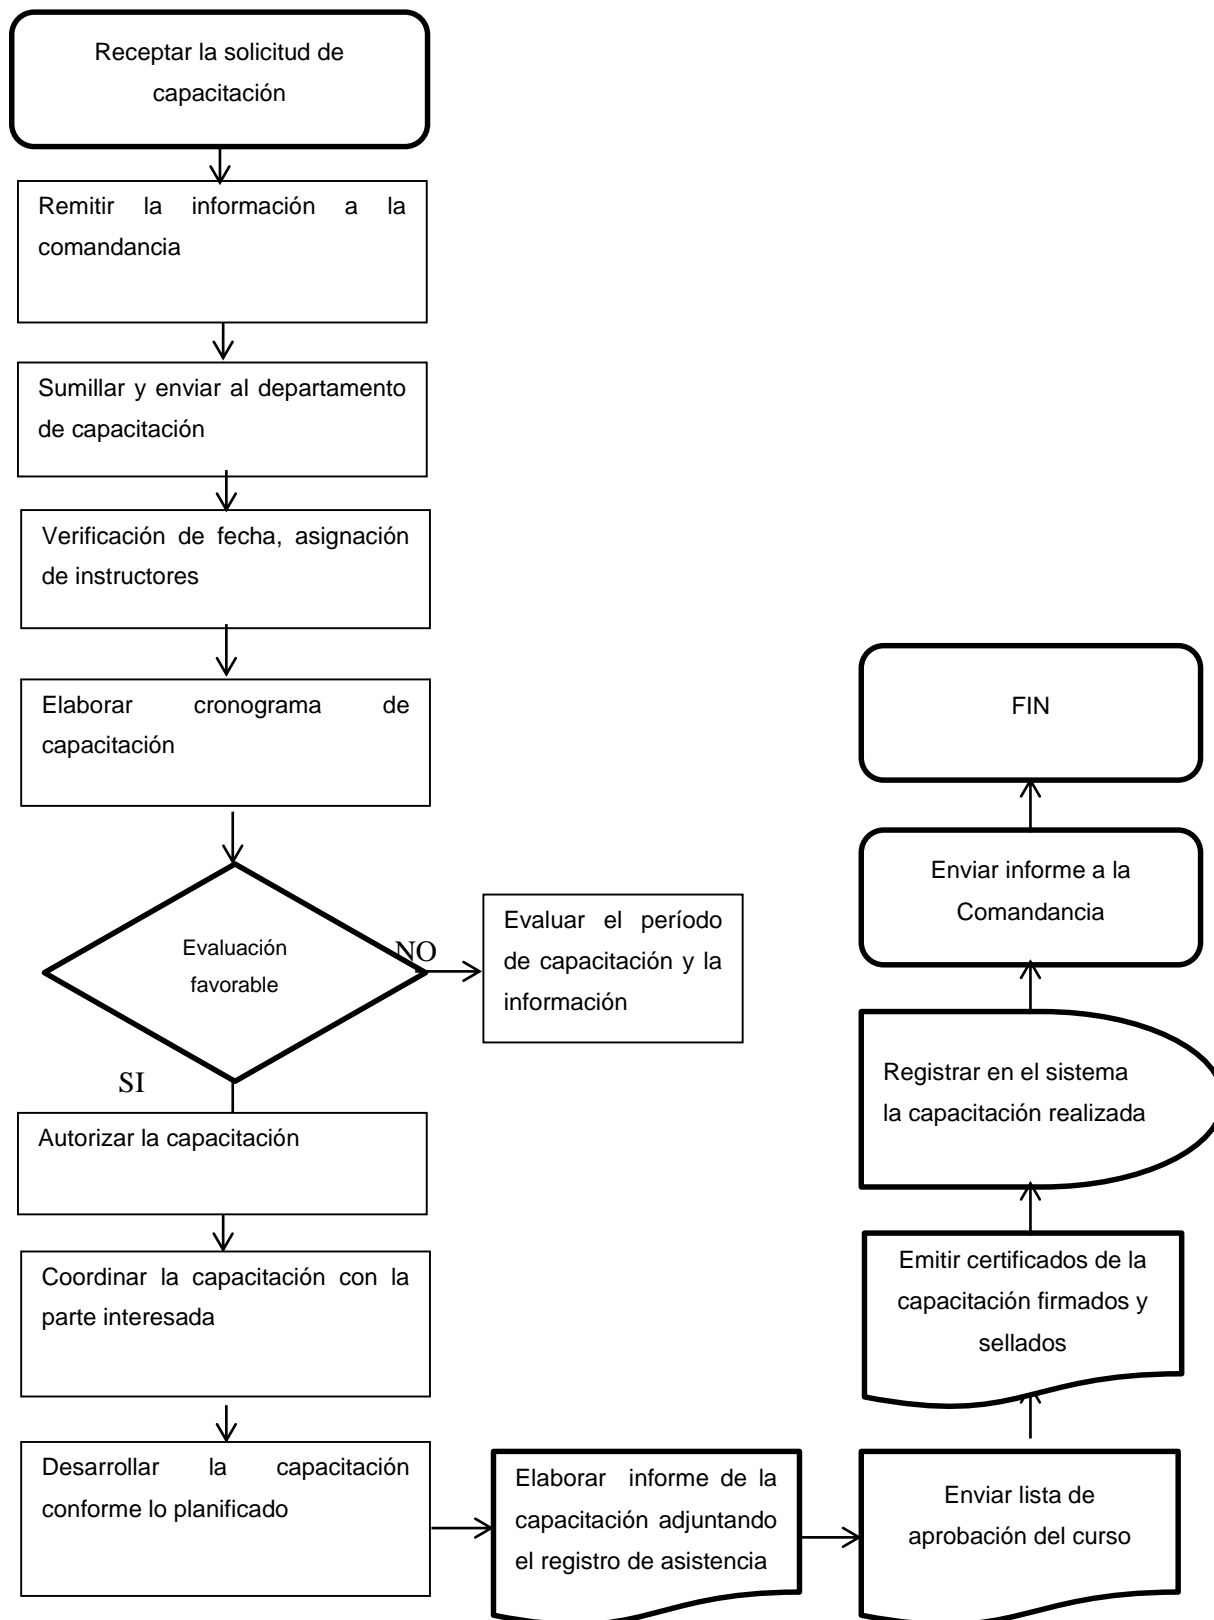 Receptar la solicitud de
capacitación
Remitir la información a la
comandancia
Sumillar y enviar al departamento
de capacitación
Verificación de fecha, asignación
de instructores
Elaborar cronograma de
capacitación
Evaluación
favorable
NO
Evaluar el período
de capacitación y la
información
SI
Autorizar la capacitación
Coordinar la capacitación con la
parte interesada
Desarrollar la capacitación
conforme lo planificado
Elaborar informe de la
capacitación adjuntando
el registro de asistencia
Enviar lista de
aprobación del curso
Emitir certificados de la
capacitación firmados y
sellados
Registrar en el sistema
la capacitación realizada
Enviar informe a la
Comandancia
FIN